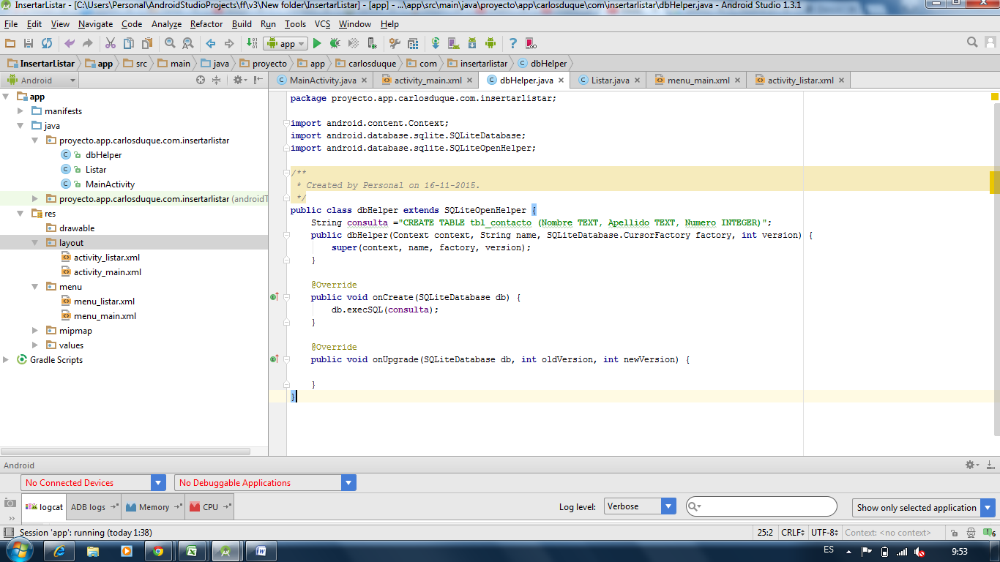 InsertarListar - [C:\Users\Personal\AndroidStudioProjects\ff\v3\New folder\InsertarListar] - [app] - ...\app\src\main\java\proyecto\app\carlosduque\com\insertarlistar\dbHelper.java - Android Studio 1.3.1
File Edit View Navigate Code Analyze Refactor Build Run Tools VCS Window Help
app
InsertarListar app src main java proyecto app carlosduque com insertarlistar dbHelper
Android
MainActivity.java activity_main.xml dbHelper.java Listar.java menu_main.xml activity_listar.xml
app
manifests
java
proyecto.app.carlosduque.com.insertarlistar
dbHelper
Listar
MainActivity
proyecto.app.carlosduque.com.insertarlistar (androidT
res
drawable
layout
activity_listar.xml
activity_main.xml
menu
menu_listar.xml
menu_main.xml
mipmap
values
Gradle Scripts
package proyecto.app.carlosduque.com.insertarlistar;
import android.content.Context;
import android.database.sqlite.SQLiteDatabase;
import android.database.sqlite.SQLiteOpenHelper;
/**
* Created by Personal on 16-11-2015.
*/
public class dbHelper extends SQLiteOpenHelper {
String consulta ="CREATE TABLE tbl_contacto (Nombre TEXT, Apellido TEXT, Numero INTEGER)";
public dbHelper(Context context, String name, SQLiteDatabase.CursorFactory factory, int version) {
super(context, name, factory, version);
}
@Override
public void onCreate(SQLiteDatabase db) {
db.execSQL(consulta);
}
@Override
public void onUpgrade(SQLiteDatabase db, int oldVersion, int newVersion) {
}
}
Android
No Connected Devices No Debuggable Applications
logcat ADB logs Memory CPU Log level: Verbose Show only selected application
Session 'app': running (today 1:38) 25:2 CRLF UTF-8 Context: <no context> 6
ES 9:53